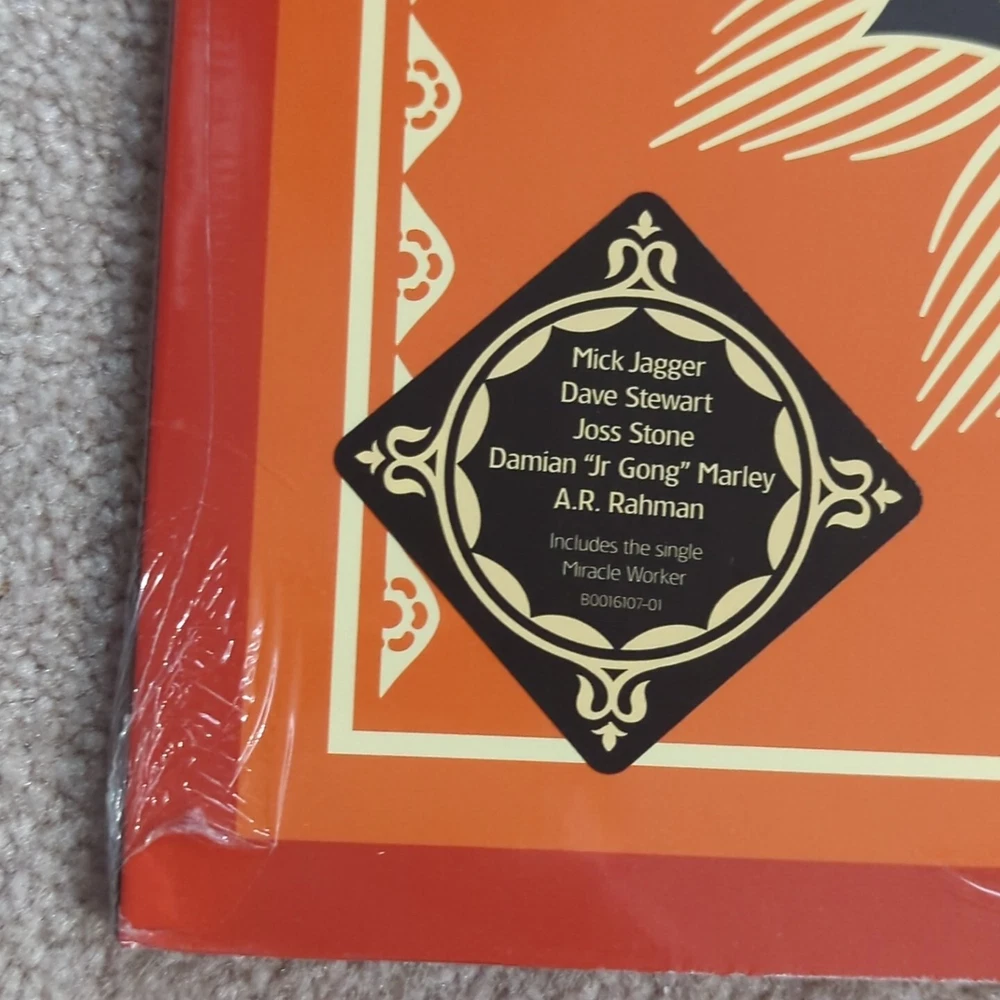 Mick Jagger
Dave Stewart
Joss Stone
Damian “Jr Gong” Marley
A.R. Rahman
Includes the single
Miracle Worker
B0016107-01